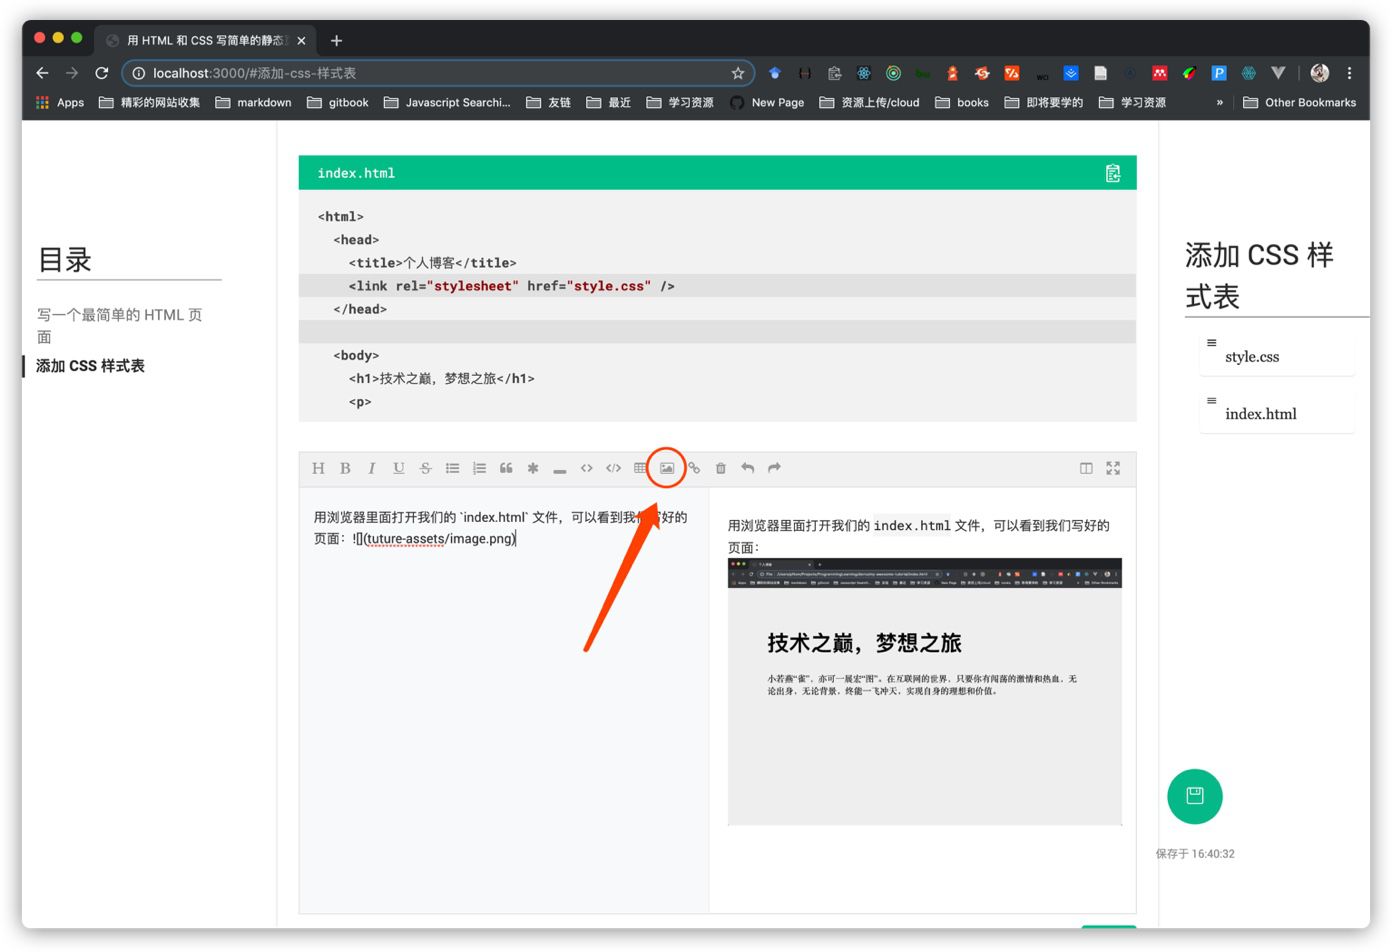 用 HTML 和 CSS 写简单的静态
localhost:3000/#添加-css-样式表
Apps 精彩的网站收集 markdown gitbook Javascript Searchi... 友链 最近 学习资源 New Page 资源上传/cloud books 即将要学的 学习资源 » Other Bookmarks
目录
写一个最简单的 HTML 页
面
添加 CSS 样式表
index.html
<html>
<head>
<title>个人博客</title>
<link rel="stylesheet" href="style.css" />
</head>
<body>
<h1>技术之巅，梦想之旅</h1>
<p>
H B I U S
用浏览器里面打开我们的 `index.html` 文件，可以看到我们写好的
页面：![](tuture-assets/image.png)
用浏览器里面打开我们的 index.html 文件，可以看到我们写好的
页面：
技术之巅，梦想之旅
小若燕“雀”，亦可一展宏“图”。在互联网的世界，只要你有闯荡的激情和热血，无
论出身，无论背景，终能一飞冲天，实现自身的理想和价值。
添加 CSS 样
式表
style.css
index.html
保存于 16:40:32